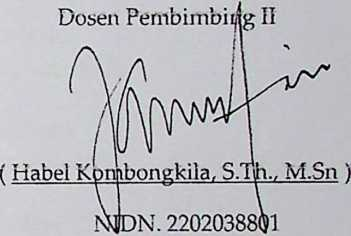 Dosen Pembimbing II
( Habel Kombongkila, S.Th., M.Sn )
NIDN. 2202038801